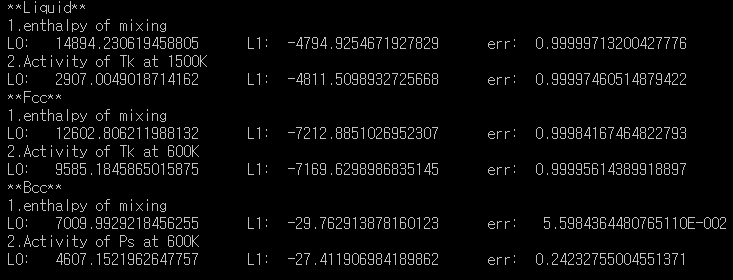 **Liquid**
1.enthalpy of mixing
L0: 14894.230619458805 L1: -4794.9254671927829 err: 0.99999713200427776
2.Activity of Tk at 1500K
L0: 2907.0049018714162 L1: -4811.5098932725668 err: 0.99997460514879422
**Fcc**
1.enthalpy of mixing
L0: 12602.806211988132 L1: -7212.8851026952307 err: 0.99984167464822793
2.Activity of Tk at 600K
L0: 9585.1845865015875 L1: -7169.6298986835145 err: 0.99995614389918897
**Bcc**
1.enthalpy of mixing
L0: 7009.9929218456255 L1: -29.762913878160123 err: 5.5984364480765110E-002
2.Activity of Ps at 600K
L0: 4607.1521962647757 L1: -27.411906984189862 err: 0.24232755004551371